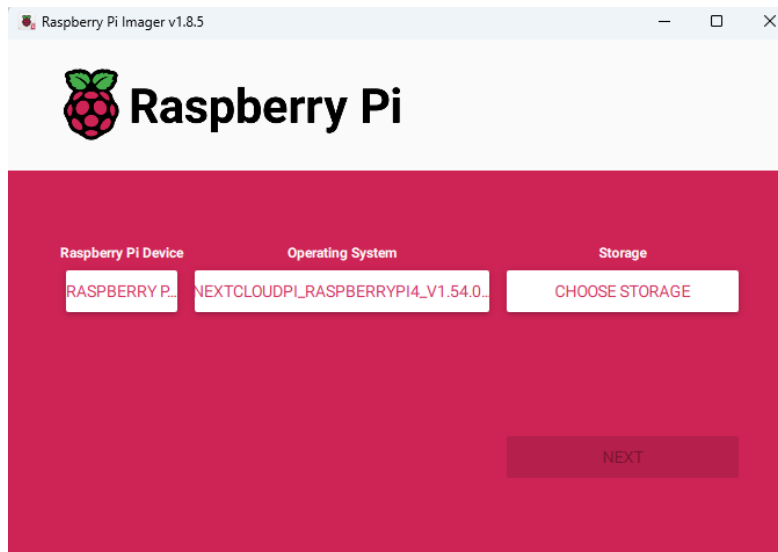 Raspberry Pi Imager v1.8.5
Raspberry Pi
Raspberry Pi Device Operating System Storage
RASPBERRY P... NEXTCLOUDPI_RASPBERRYPI4_V1.54.0... CHOOSE STORAGE
NEXT